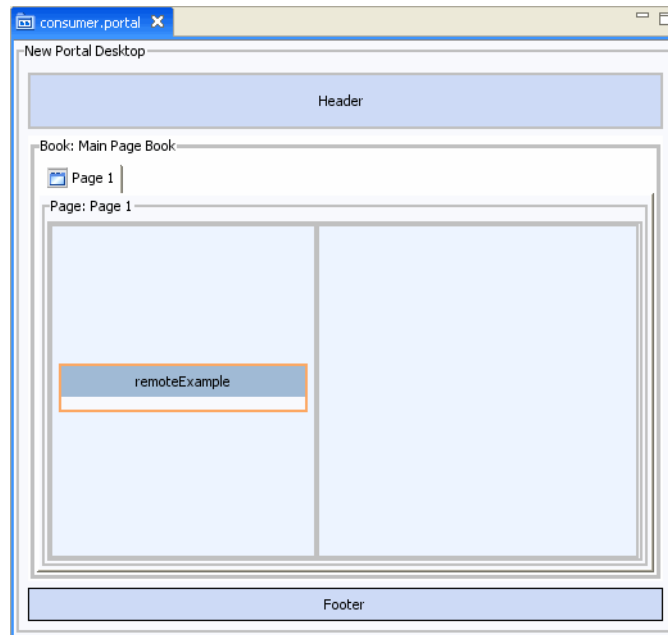 consumer.portal
New Portal Desktop
Header
Book: Main Page Book
Page 1
Page: Page 1
remoteExample
Footer